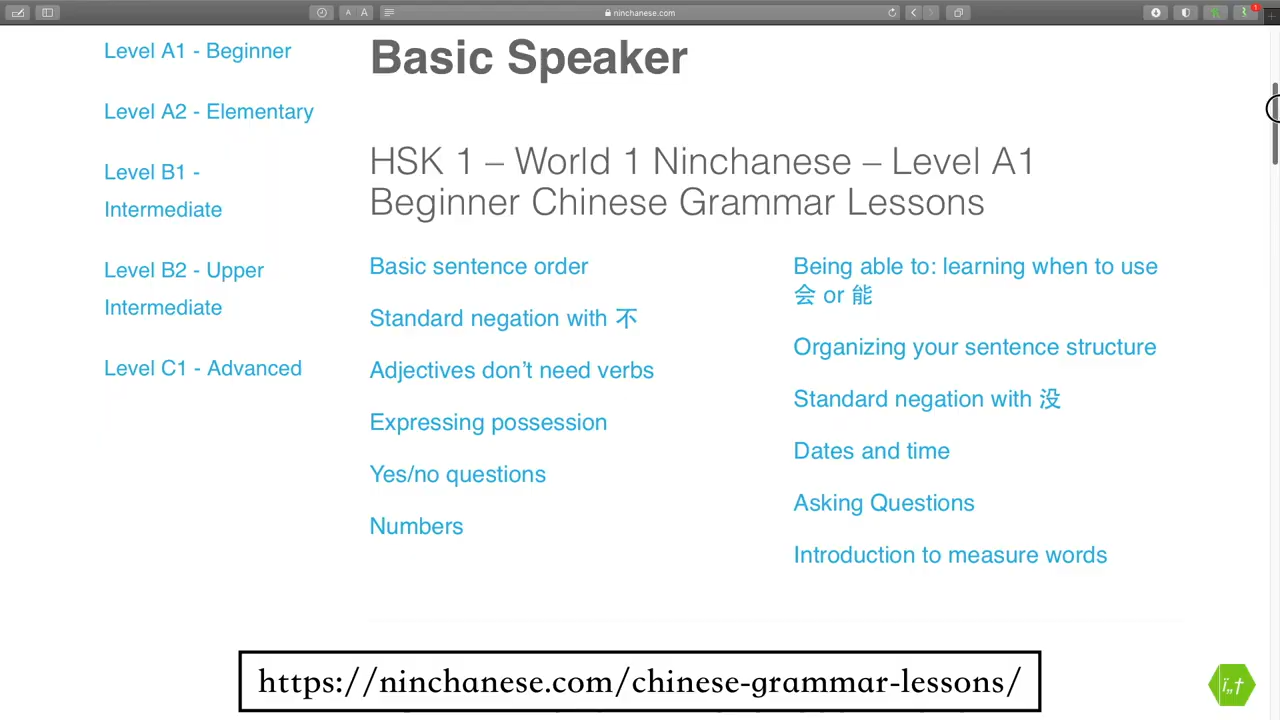 A A
ninchanese.com
1
Level A1 - Beginner
Level A2 - Elementary
Level B1 -
Intermediate
Level B2 - Upper
Intermediate
Level C1 - Advanced
Basic Speaker
HSK 1 – World 1 Ninchanese – Level A1
Beginner Chinese Grammar Lessons
Basic sentence order
Standard negation with 不
Adjectives don’t need verbs
Expressing possession
Yes/no questions
Numbers
Being able to: learning when to use
会 or 能
Organizing your sentence structure
Standard negation with 没
Dates and time
Asking Questions
Introduction to measure words
https://ninchanese.com/chinese-grammar-lessons/